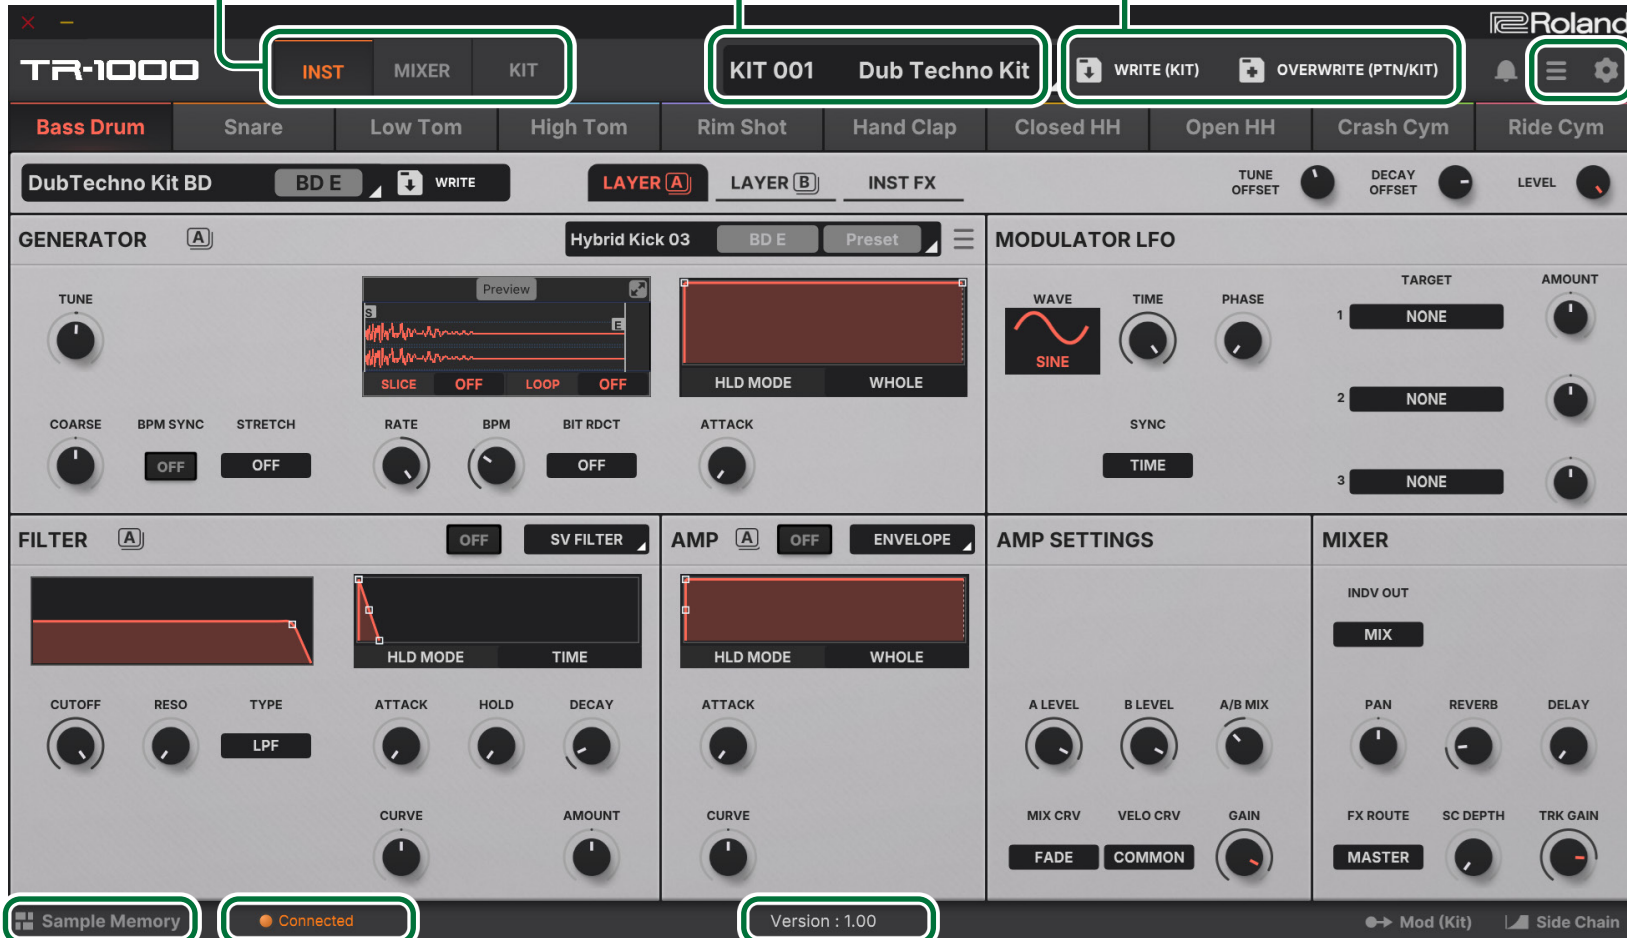 Roland
TR-1000 INST MIXER KIT KIT 001 Dub Techno Kit WRITE (KIT) OVERWRITE (PTN/KIT)
Bass Drum Snare Low Tom High Tom Rim Shot Hand Clap Closed HH Open HH Crash Cym Ride Cym
DubTechno Kit BD BD E WRITE LAYER A LAYER B INST FX TUNE OFFSET DECAY OFFSET LEVEL
GENERATOR A Hybrid Kick 03 BD E Preset MODULATOR LFO
TUNE Preview WAVE TIME PHASE TARGET AMOUNT
S E
SINE 1 NONE
SLICE OFF LOOP OFF HLD MODE WHOLE
2 NONE
COARSE BPM SYNC STRETCH RATE BPM BIT RDCT ATTACK SYNC
OFF OFF OFF TIME
3 NONE
FILTER A OFF SV FILTER AMP A OFF ENVELOPE AMP SETTINGS MIXER
INDV OUT
MIX
HLD MODE TIME HLD MODE WHOLE
CUTOFF RESO TYPE ATTACK HOLD DECAY ATTACK A LEVEL B LEVEL A/B MIX PAN REVERB DELAY
LPF
CURVE AMOUNT CURVE MIX CRV VELO CRV GAIN FX ROUTE SC DEPTH TRK GAIN
FADE COMMON MASTER
Sample Memory Connected Version : 1.00 Mod (Kit) Side Chain